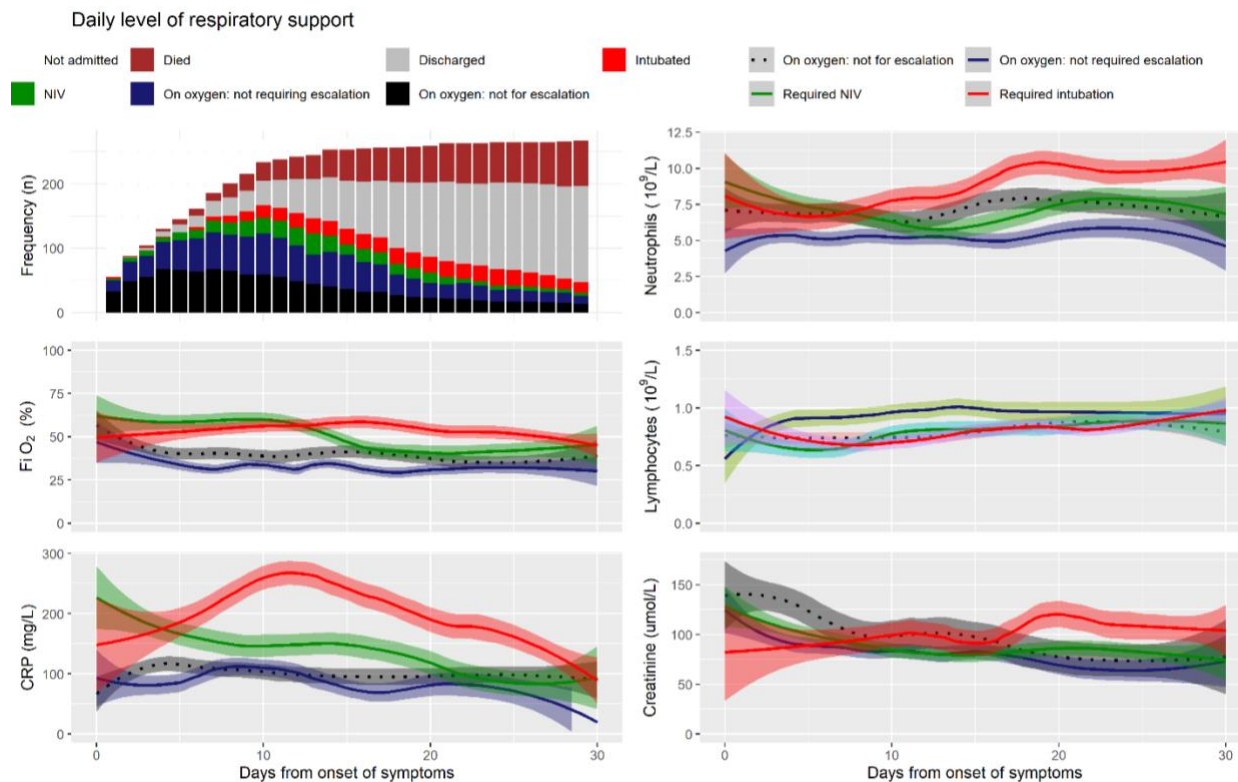 Daily level of respiratory support
Not admitted Died Discharged Intubated On oxygen: not for escalation On oxygen: not required escalation
NIV On oxygen: not requiring escalation On oxygen: not for escalation Required NIV Required intubation
Frequency (n)
200
100
0
Neutrophils (10⁹/L)
12.5
10.0
7.5
5.0
2.5
0.0
Fi O₂ (%)
100
75
50
25
0
Lymphocytes (10⁹/L)
1.5
1.0
0.5
0.0
CRP (mg/L)
300
200
100
0
0 10 20 30
Days from onset of symptoms
Creatinine (umol/L)
150
100
50
0
0 10 20 30
Days from onset of symptoms